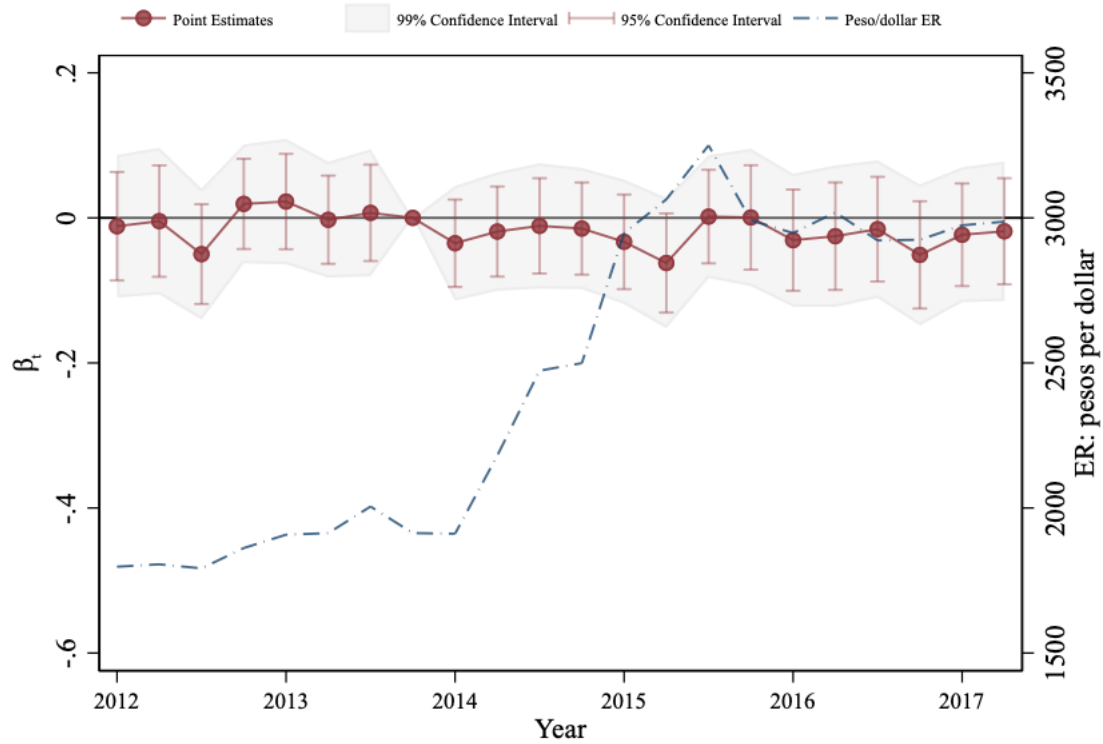 Point Estimates 99% Confidence Interval 95% Confidence Interval Peso/dollar ER
.2
0
-.2
-.4
-.6
βt
3500
3000
2500
2000
1500
ER: pesos per dollar
2012 2013 2014 2015 2016 2017
Year